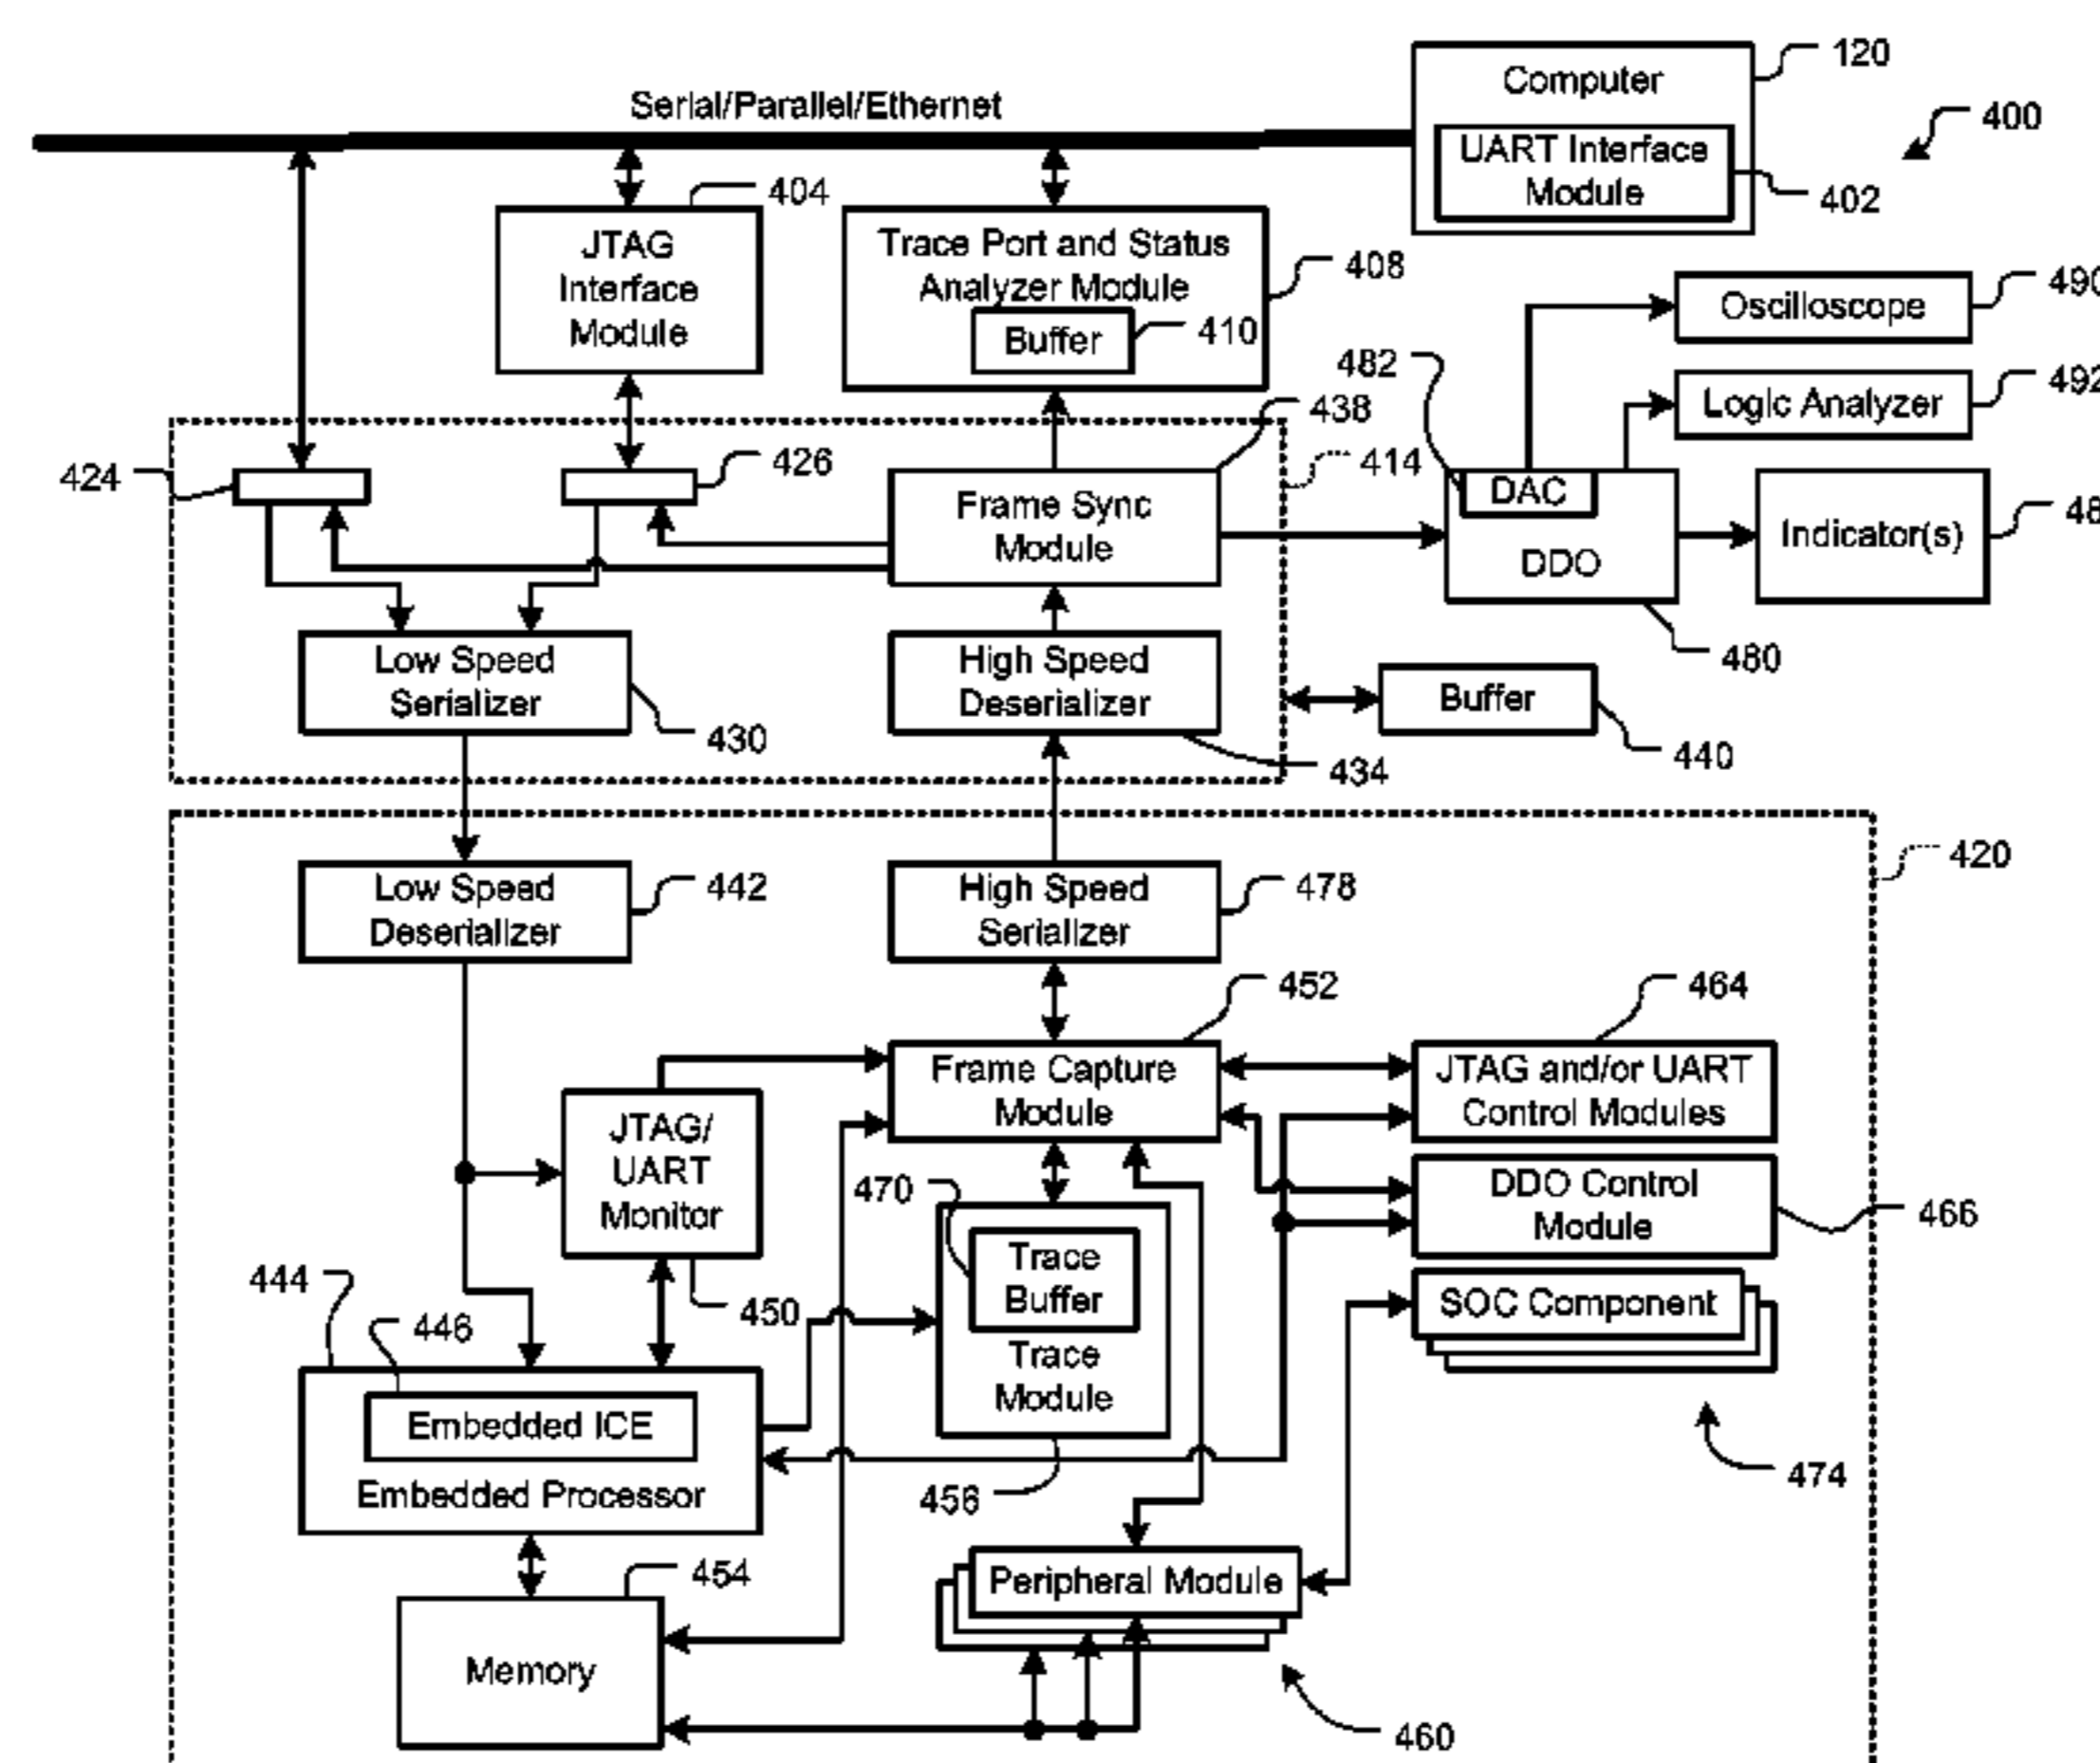 Serial/Parallel/Ethernet
Computer
120
400
UART Interface
Module
402
404
JTAG
Interface
Module
Trace Port and Status
Analyzer Module
408
Buffer
410
Oscilloscope
490
482
Logic Analyzer
492
438
424
426
414
Frame Sync
Module
DAC
DDO
Indicator(s)
48
Low Speed
Serializer
430
High Speed
Deserializer
434
480
Buffer
440
420
Low Speed
Deserializer
442
High Speed
Serializer
478
452
464
Frame Capture
Module
JTAG and/or UART
Control Modules
JTAG/
UART
Monitor
470
DDO Control
Module
466
444
446
450
Trace
Buffer
Trace
Module
SOC Component
Embedded ICE
Embedded Processor
456
474
454
Peripheral Module
Memory
460